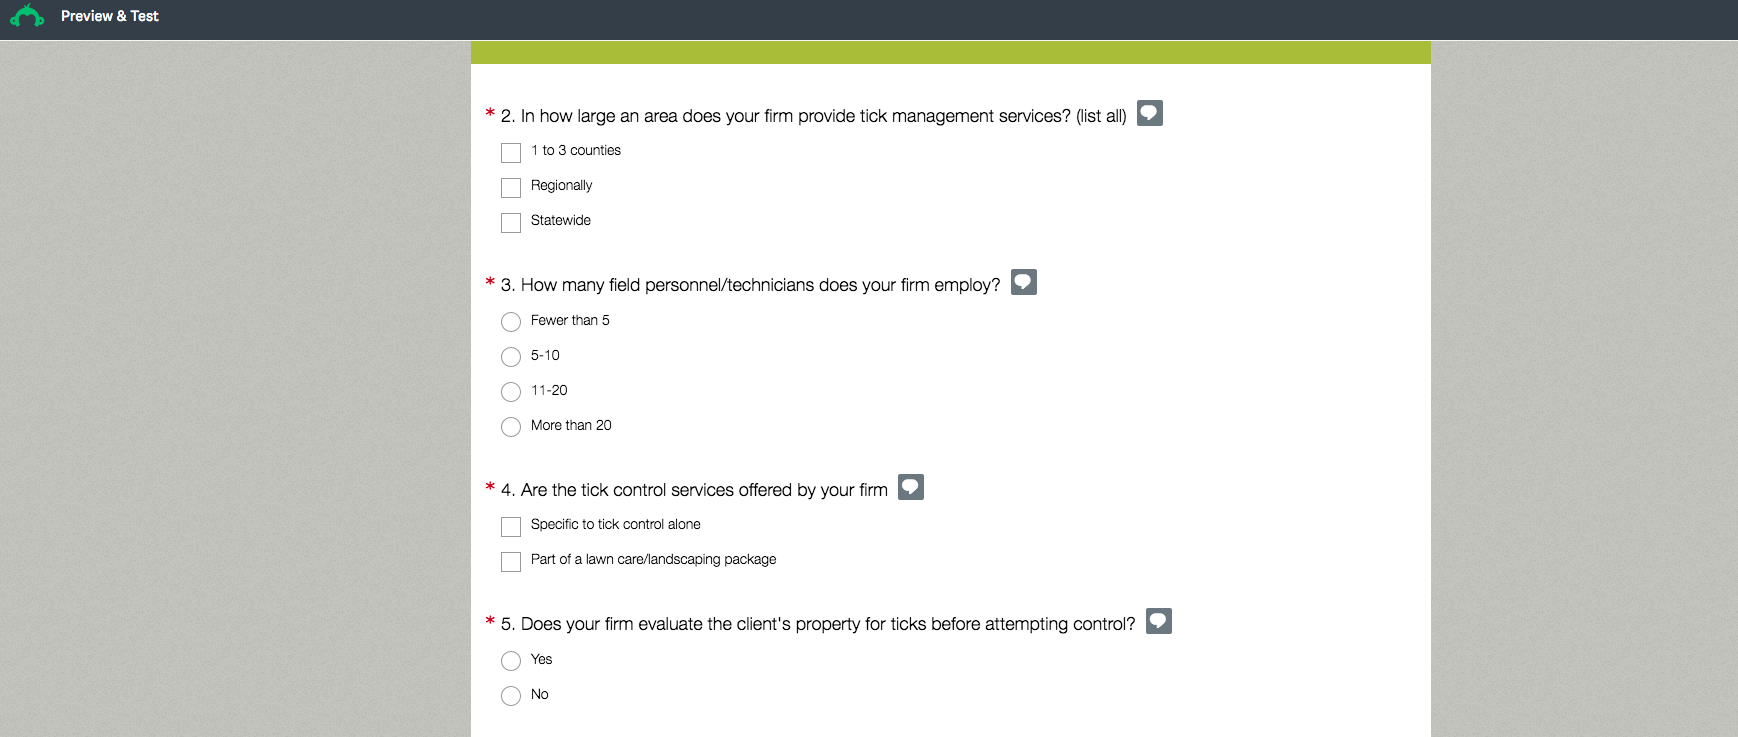 Preview & Test
* 2. In how large an area does your firm provide tick management services? (list all)
1 to 3 counties
Regionally
Statewide
* 3. How many field personnel/technicians does your firm employ?
Fewer than 5
5-10
11-20
More than 20
* 4. Are the tick control services offered by your firm
Specific to tick control alone
Part of a lawn care/landscaping package
* 5. Does your firm evaluate the client's property for ticks before attempting control?
Yes
No